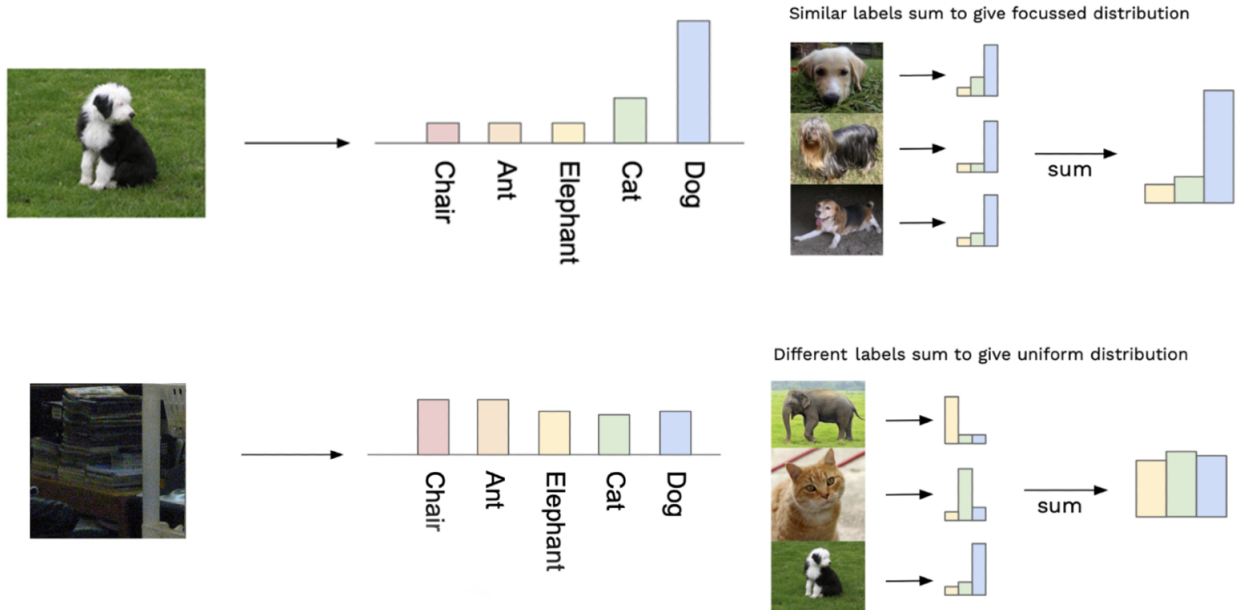 Similar labels sum to give focussed distribution
Chair
Ant
Elephant
Cat
Dog
sum
Different labels sum to give uniform distribution
Chair
Ant
Elephant
Cat
Dog
sum